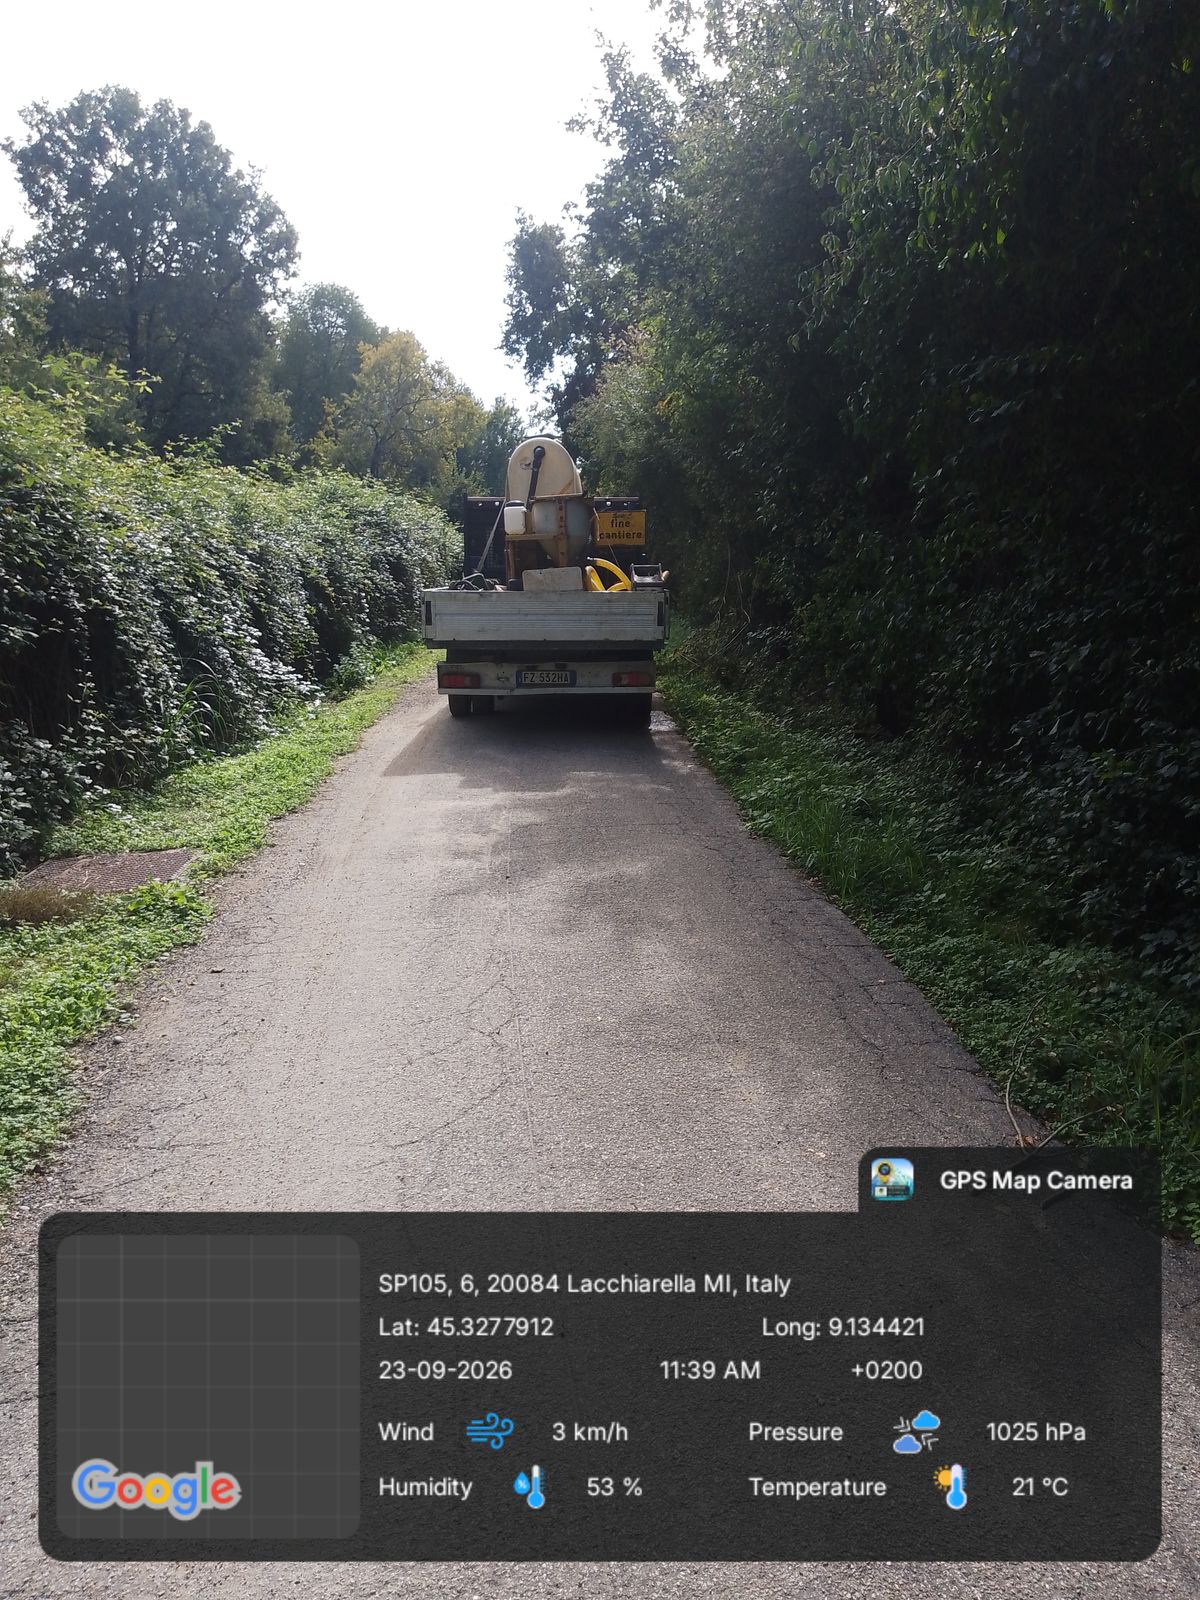 fine
cantiere
FZ 532HA
GPS Map Camera
SP105, 6, 20084 Lacchiarella MI, Italy
Lat: 45.3277912 Long: 9.134421
23-09-2026 11:39 AM +0200
Wind 3 km/h Pressure 1025 hPa
Humidity 53 % Temperature 21 °C
Google